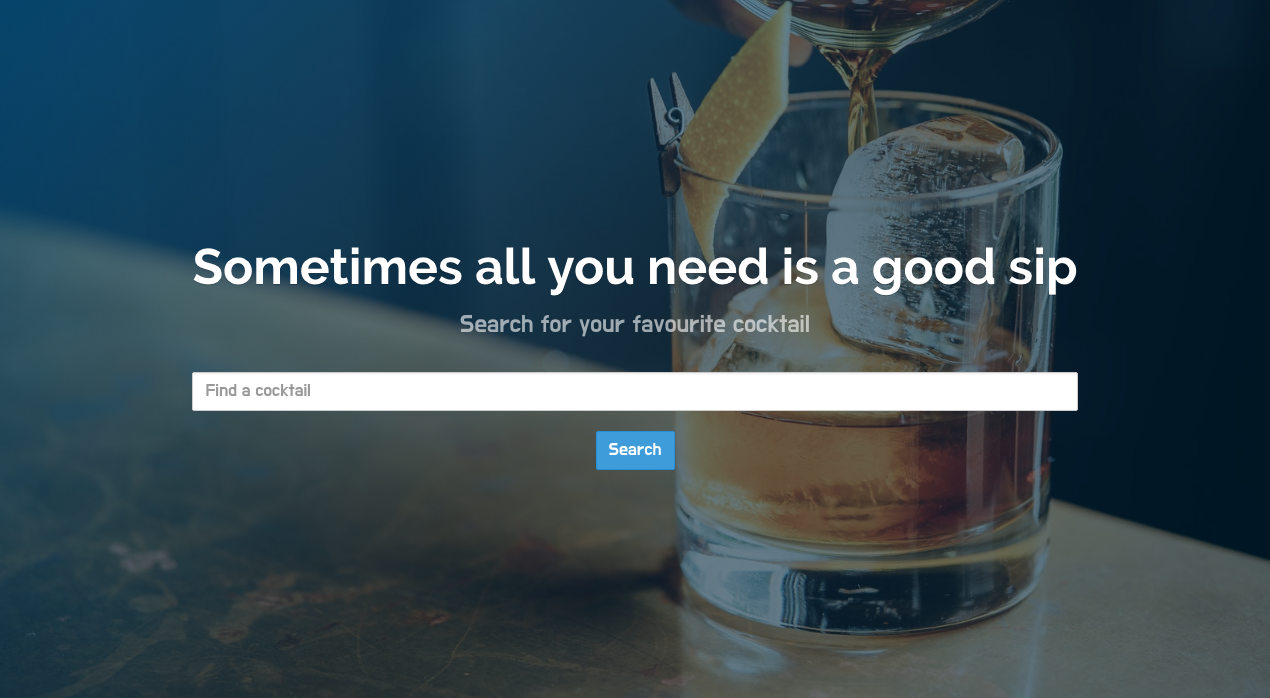 Sometimes all you need is a good sip
Search for your favourite cocktail
Find a cocktail
Search